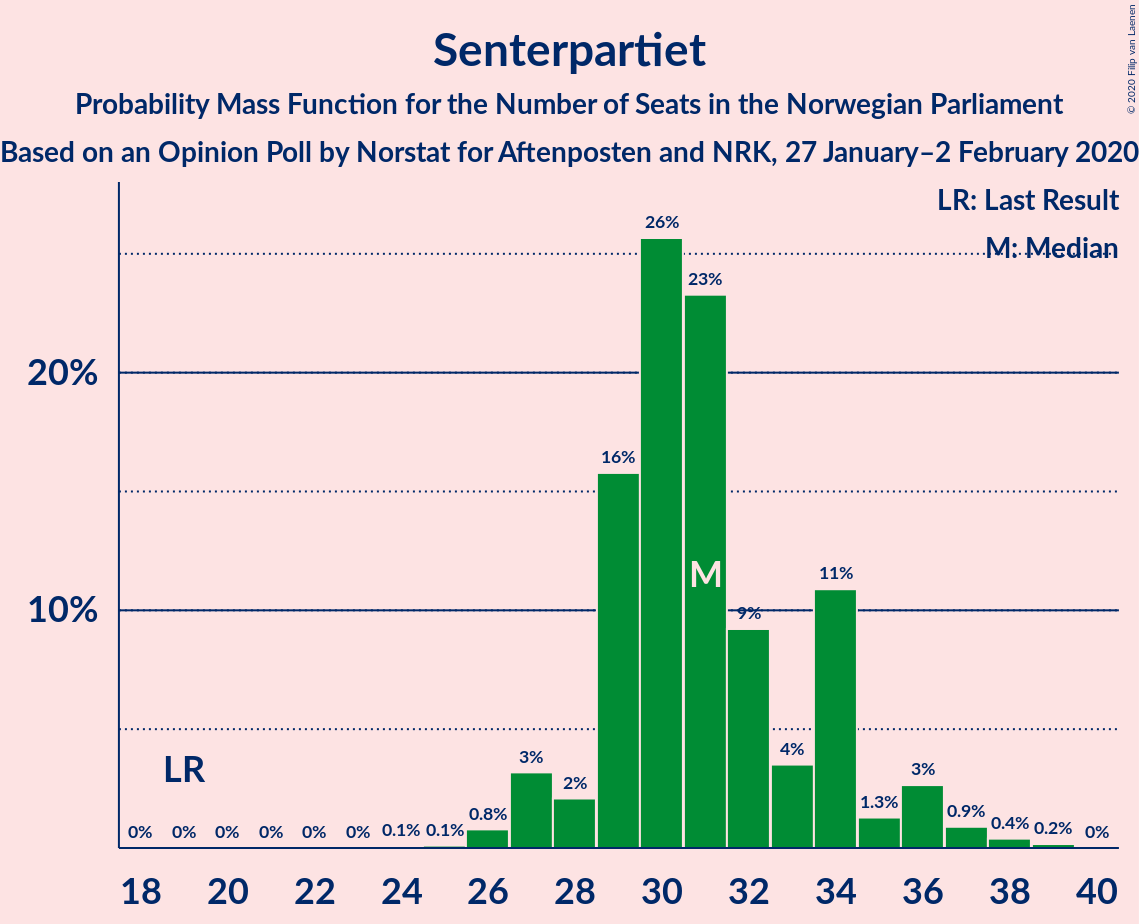 Senterpartiet
Probability Mass Function for the Number of Seats in the Norwegian Parliament
Based on an Opinion Poll by Norstat for Aftenposten and NRK, 27 January–2 February 2020
© 2020 Filip van Laenen
LR: Last Result
M: Median
26%
23%
20%
16%
M
11%
10%
9%
LR
4%
3%
3%
2%
0% 0% 0% 0% 0% 0% 0.1% 0.1% 0.8% 1.3% 0.9% 0.4% 0.2% 0%
18 20 22 24 26 28 30 32 34 36 38 40